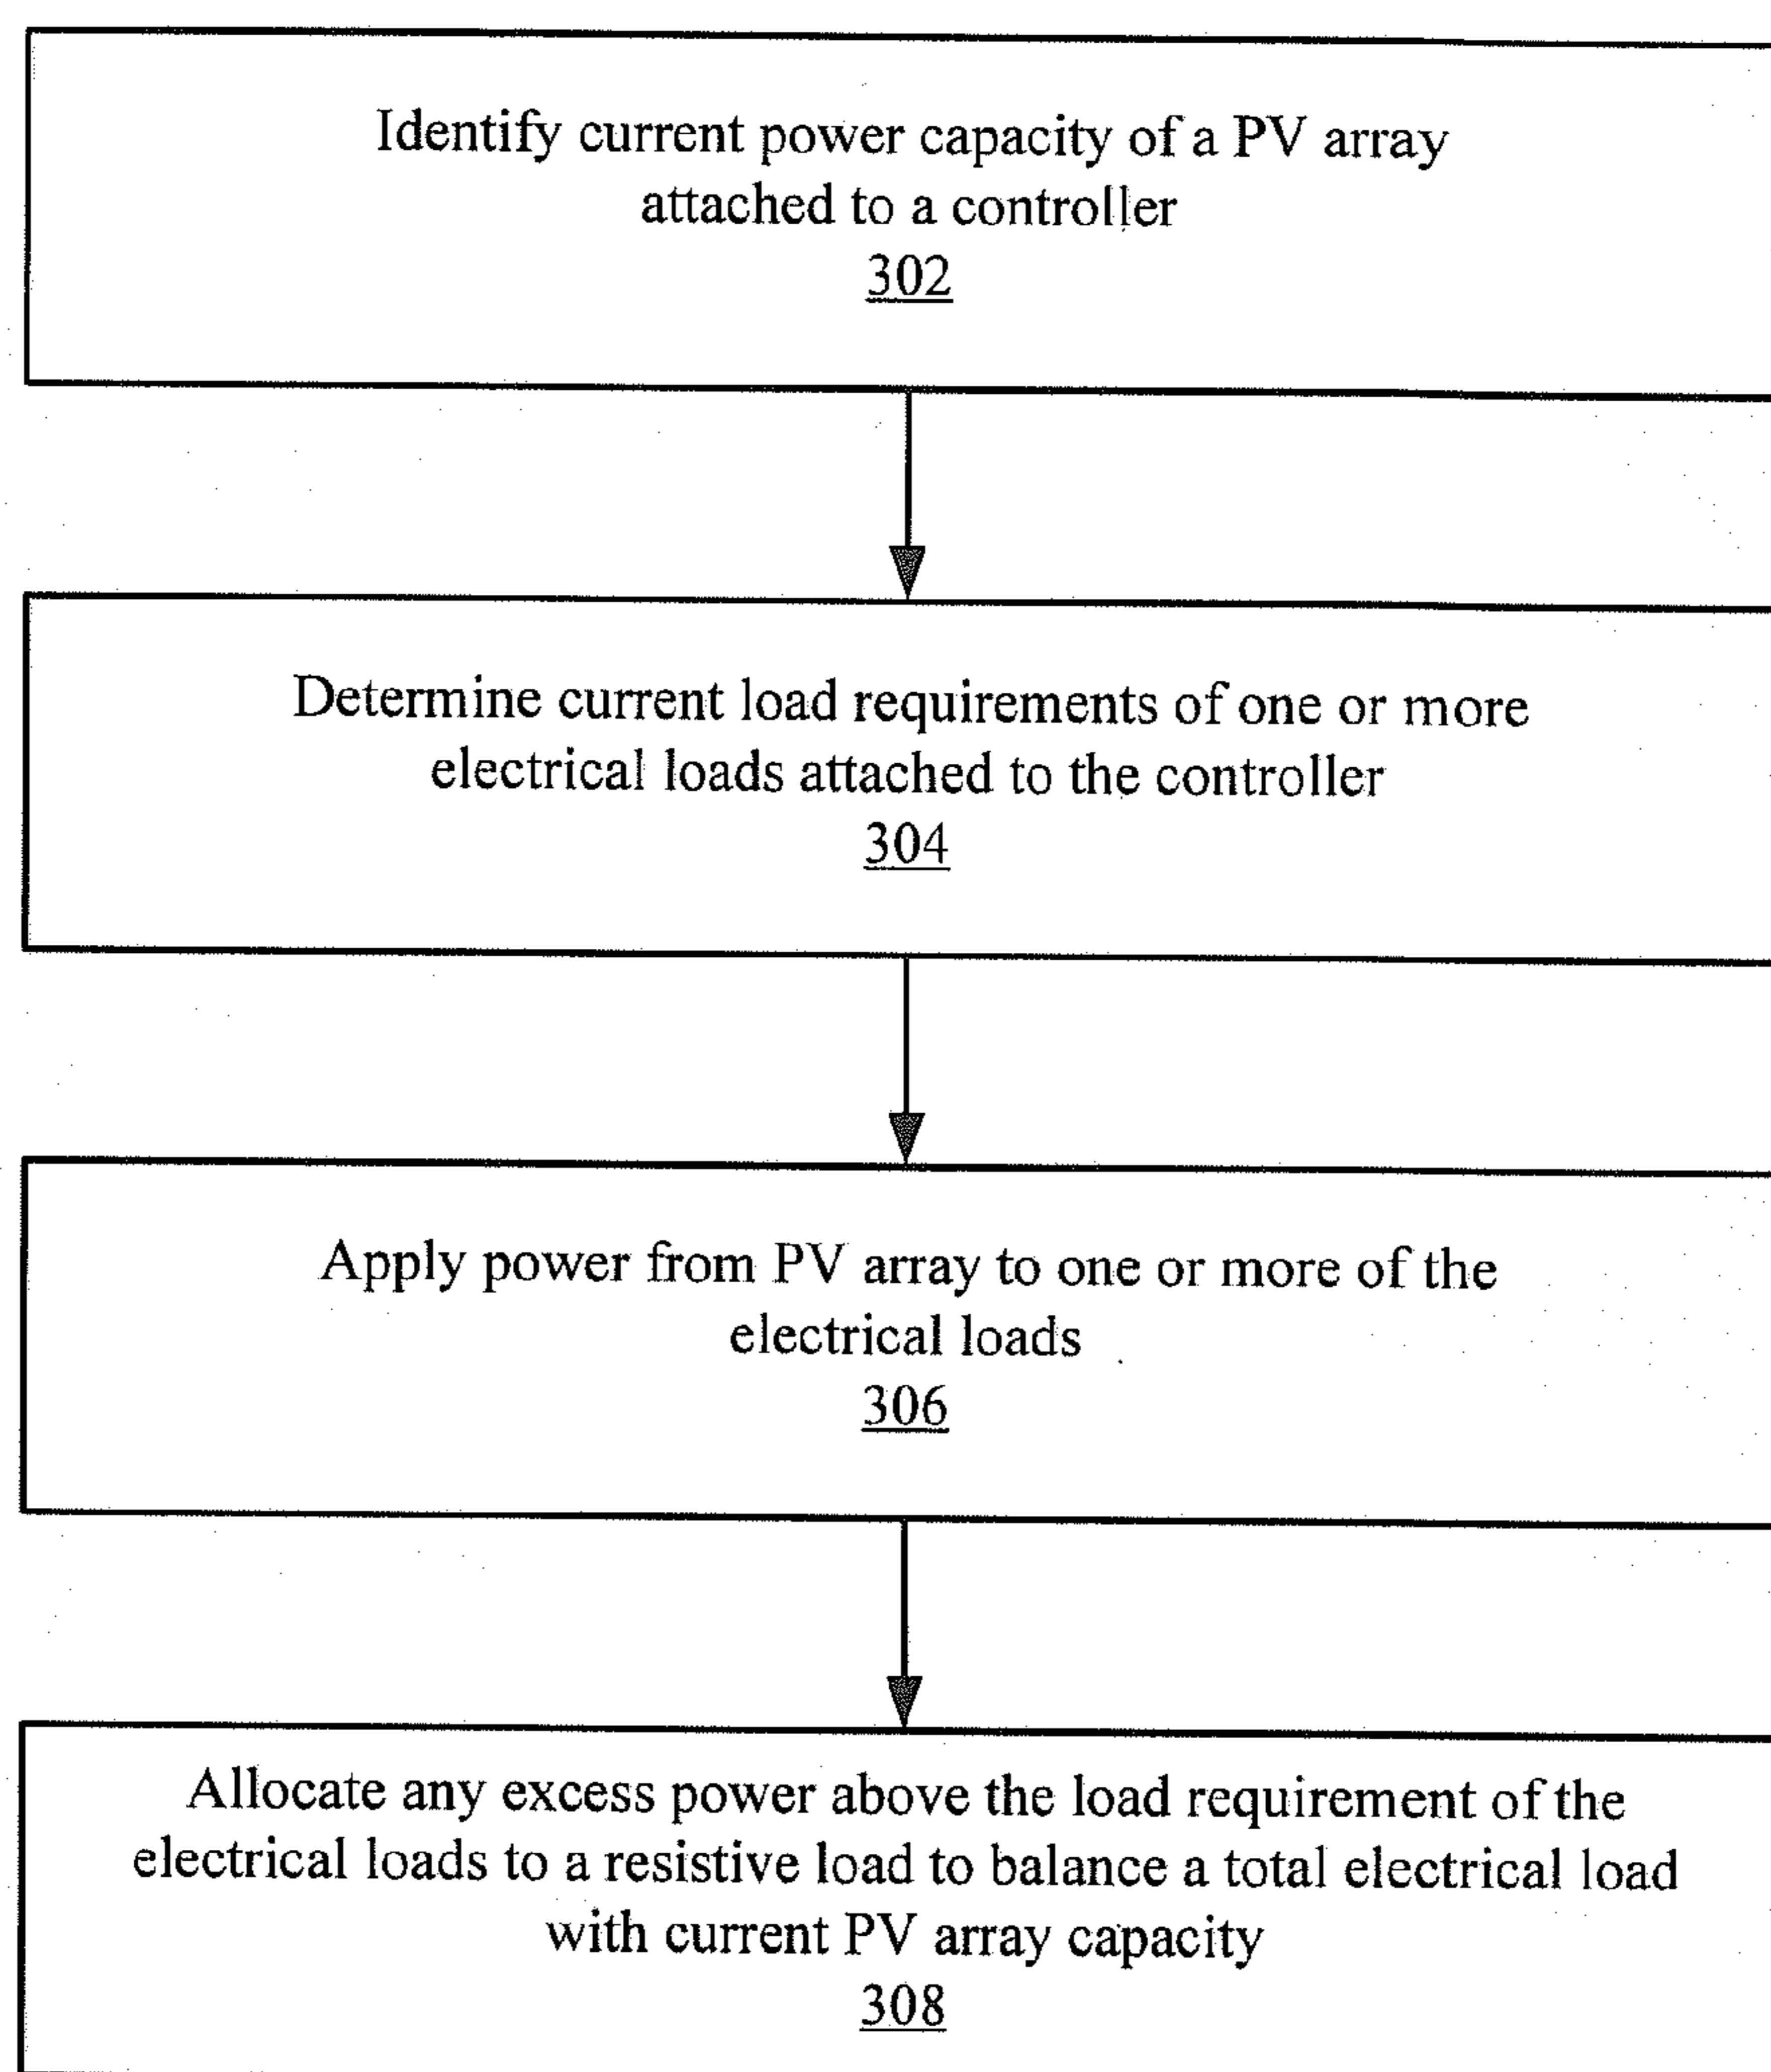 Identify current power capacity of a PV array
attached to a controller
302
Determine current load requirements of one or more
electrical loads attached to the controller
304
Apply power from PV array to one or more of the
electrical loads
306
Allocate any excess power above the load requirement of the
electrical loads to a resistive load to balance a total electrical load
with current PV array capacity
308